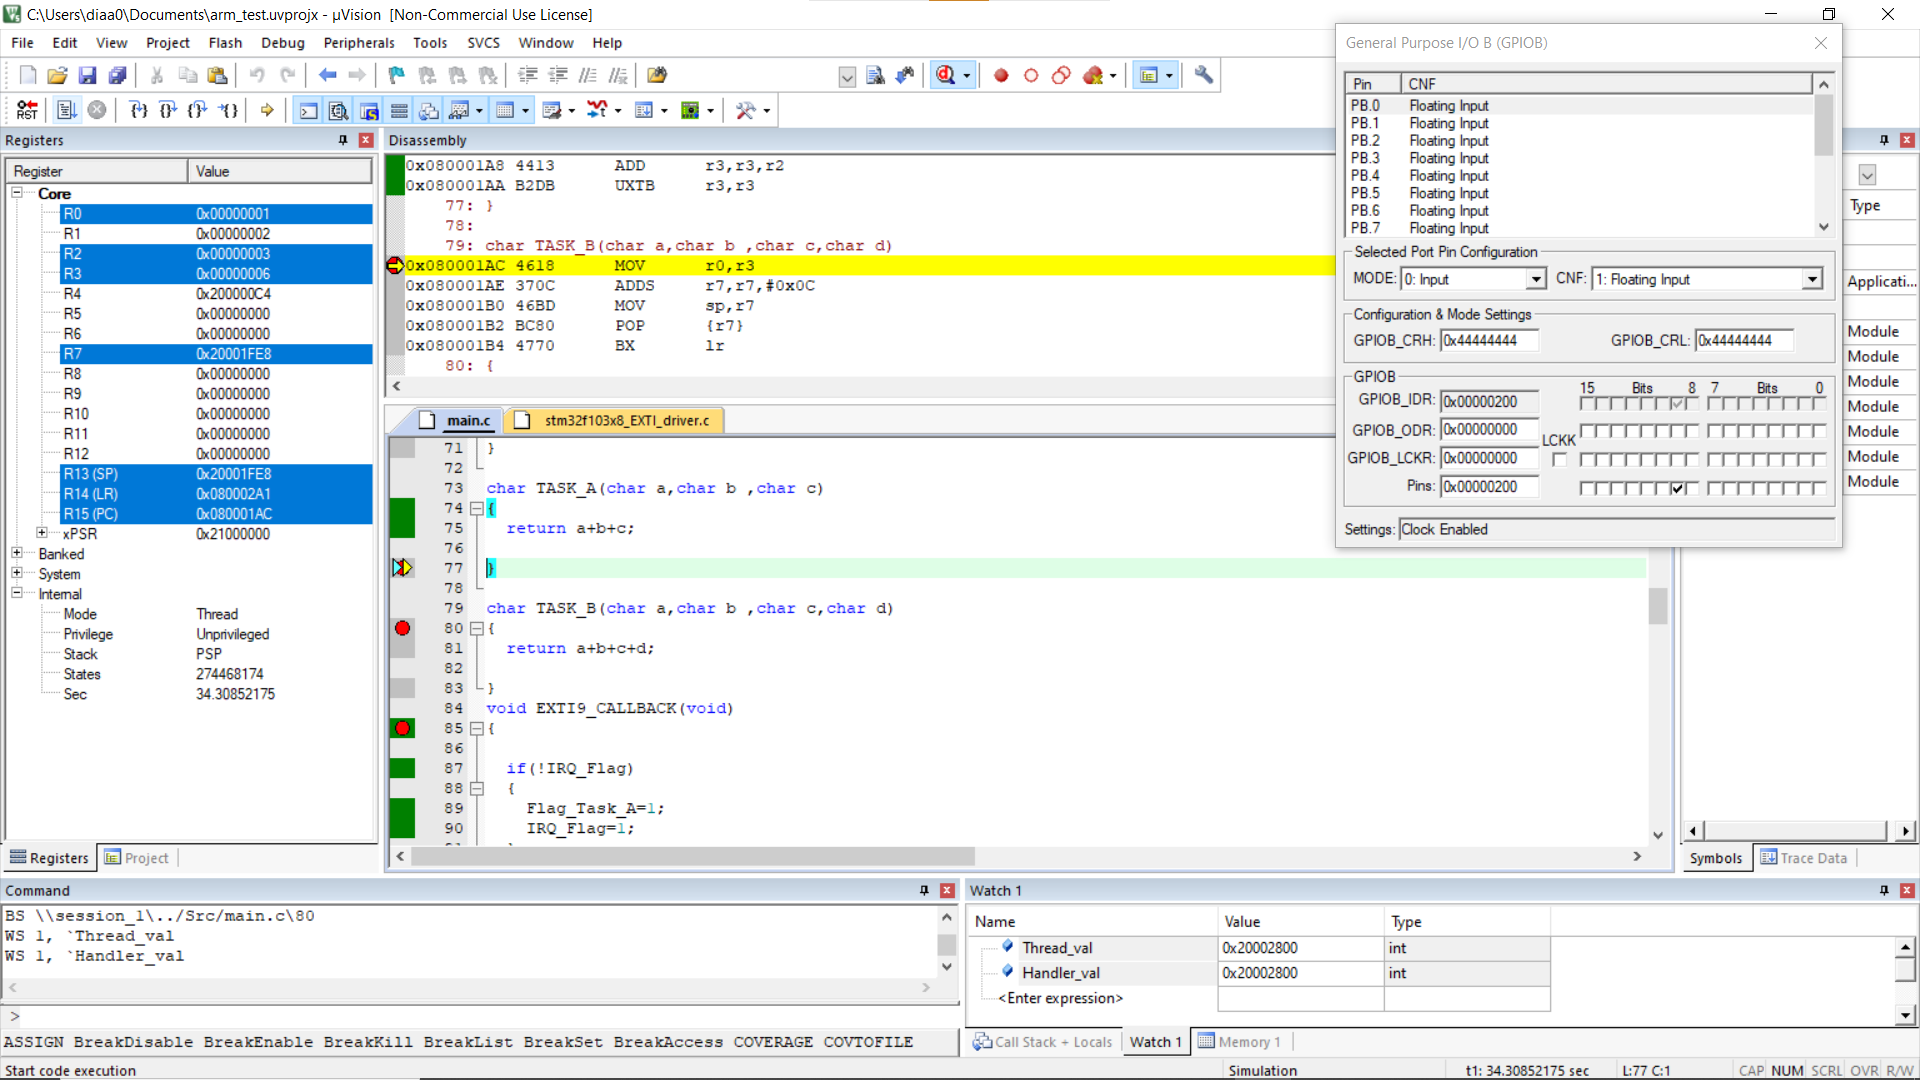 C:\Users\diaa0\Documents\arm_test.uvprojx - µVision  [Non-Commercial Use License]
File Edit View Project Flash Debug Peripherals Tools SVCS Window Help
Registers
Register Value
Core
R0 0x00000001
R1 0x00000002
R2 0x00000003
R3 0x00000006
R4 0x200000C4
R5 0x00000000
R6 0x00000000
R7 0x20001FE8
R8 0x00000000
R9 0x00000000
R10 0x00000000
R11 0x00000000
R12 0x00000000
R13 (SP) 0x20001FE8
R14 (LR) 0x080002A1
R15 (PC) 0x080001AC
xPSR 0x21000000
Banked
System
Internal
Mode Thread
Privilege Unprivileged
Stack PSP
States 274468174
Sec 34.30852175
Registers Project
Disassembly
0x080001A8 4413 ADD r3,r3,r2
0x080001AA B2DB UXTB r3,r3
77: }
78:
79: char TASK_B(char a,char b ,char c,char d)
0x080001AC 4618 MOV r0,r3
0x080001AE 370C ADDS r7,r7,#0x0C
0x080001B0 46BD MOV sp,r7
0x080001B2 BC80 POP {r7}
0x080001B4 4770 BX lr
80: {
main.c stm32f103x8_EXTI_driver.c
71 }
72
73 char TASK_A(char a,char b ,char c)
74 {
75 return a+b+c;
76
77 }
78
79 char TASK_B(char a,char b ,char c,char d)
80 {
81 return a+b+c+d;
82
83 }
84 void EXTI9_CALLBACK(void)
85 {
86
87 if(!IRQ_Flag)
88 {
89 Flag_Task_A=1;
90 IRQ_Flag=1;
General Purpose I/O B (GPIOB)
Pin CNF
PB.0 Floating Input
PB.1 Floating Input
PB.2 Floating Input
PB.3 Floating Input
PB.4 Floating Input
PB.5 Floating Input
PB.6 Floating Input
PB.7 Floating Input
Selected Port Pin Configuration
MODE: 0: Input CNF: 1: Floating Input
Configuration & Mode Settings
GPIOB_CRH: 0x44444444 GPIOB_CRL: 0x44444444
GPIOB
15 Bits 8 7 Bits 0
GPIOB_IDR: 0x00000200
GPIOB_ODR: 0x00000000
LCKK
GPIOB_LCKR: 0x00000000
Pins: 0x00000200
Settings: Clock Enabled
Type
Applicati...
Module
Module
Module
Module
Module
Module
Module
Symbols Trace Data
Command
BS \\session_1\../Src/main.c\80
WS 1, `Thread_val
WS 1, `Handler_val
>
ASSIGN BreakDisable BreakEnable BreakKill BreakList BreakSet BreakAccess COVERAGE COVTOFILE
Watch 1
Name Value Type
Thread_val 0x20002800 int
Handler_val 0x20002800 int
<Enter expression>
Call Stack + Locals Watch 1 Memory 1
Start code execution Simulation t1: 34.30852175 sec L:77 C:1 CAP NUM SCRL OVR R/W